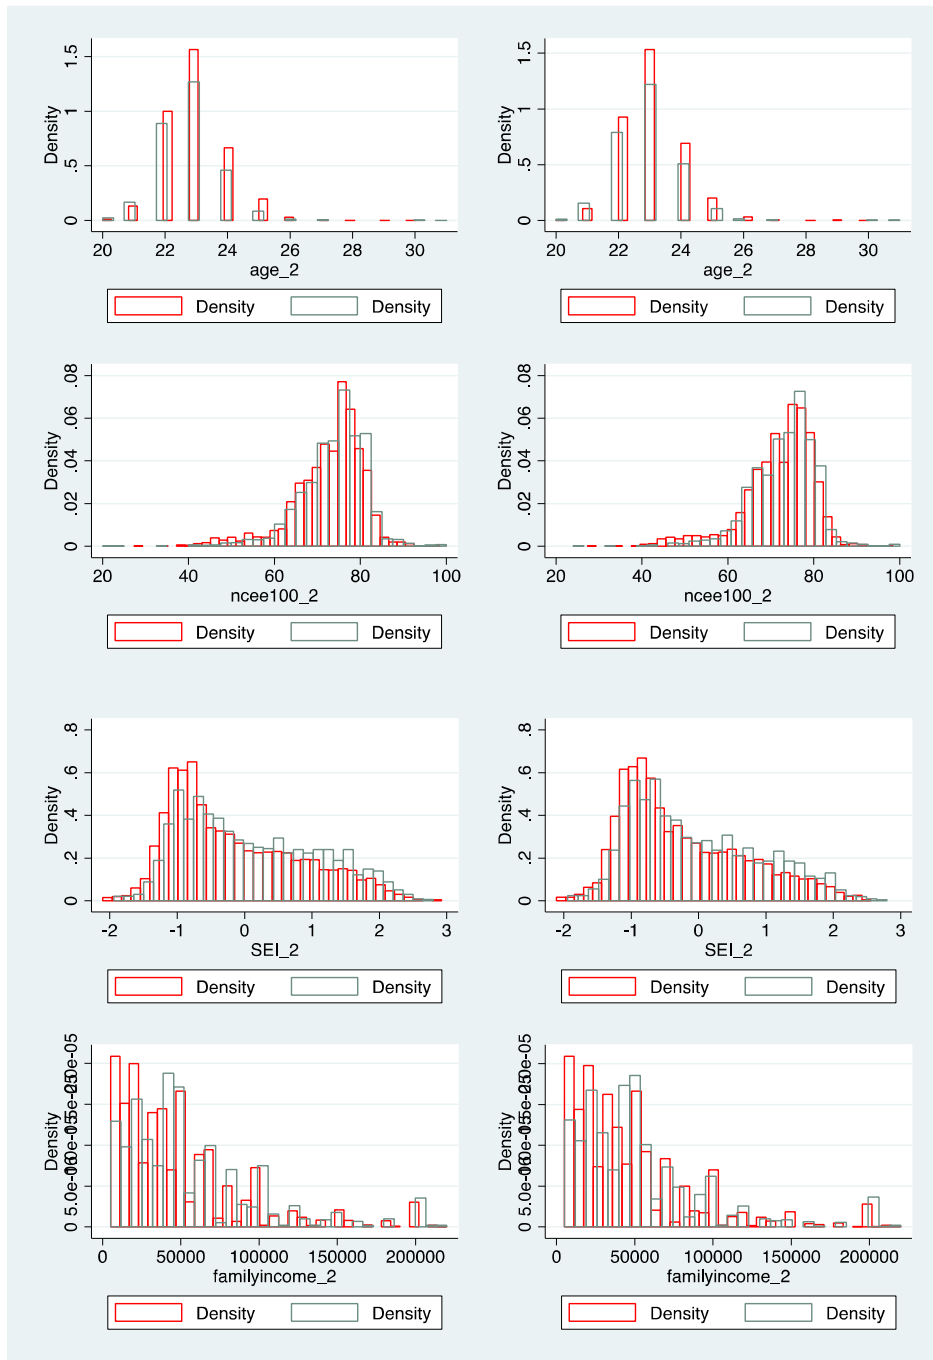 Density
0 .5 1 1.5
20 22 24 26 28 30
age_2
Density Density
Density
0 .5 1 1.5
20 22 24 26 28 30
age_2
Density Density
Density
0 .02 .04 .06 .08
20 40 60 80 100
ncee100_2
Density Density
Density
0 .02 .04 .06 .08
20 40 60 80 100
ncee100_2
Density Density
Density
0 .2 .4 .6 .8
-2 -1 0 1 2 3
SEI_2
Density Density
Density
0 .2 .4 .6 .8
-2 -1 0 1 2 3
SEI_2
Density Density
Density
0 50000 100000 150000 200000
familyincome_2
Density Density
Density
0 50000 100000 150000 200000
familyincome_2
Density Density